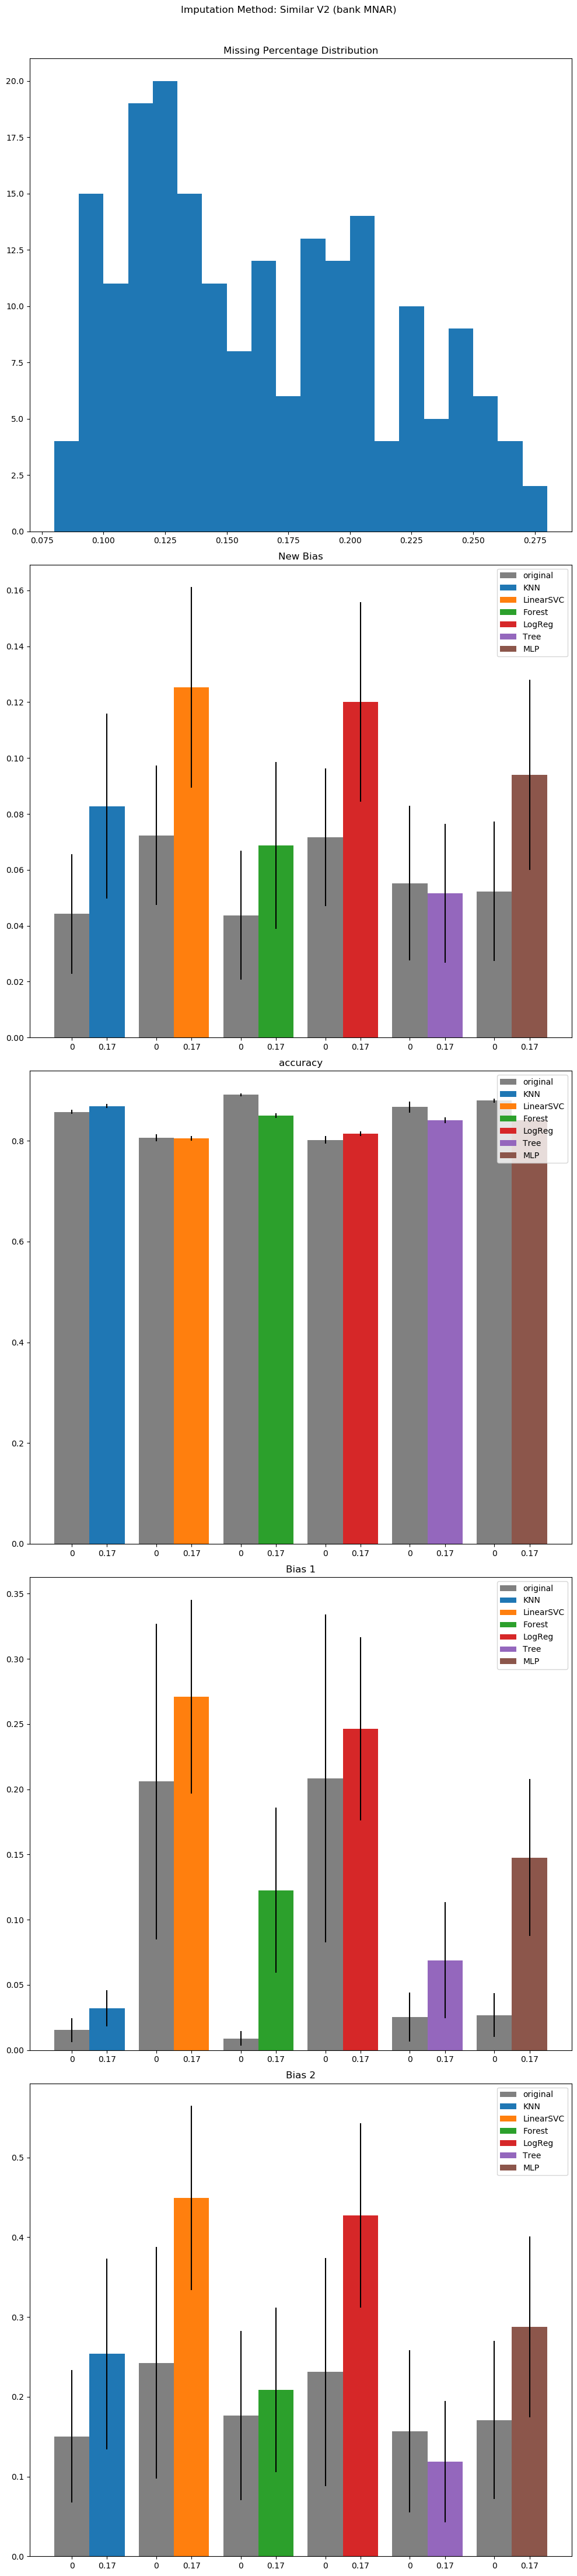 Imputation Method: Similar V2 (bank MNAR)
Missing Percentage Distribution
20.0
17.5
15.0
12.5
10.0
7.5
5.0
2.5
0.0
0.075 0.100 0.125 0.150 0.175 0.200 0.225 0.250 0.275
New Bias
original
KNN
LinearSVC
Forest
LogReg
Tree
MLP
0.16
0.14
0.12
0.10
0.08
0.06
0.04
0.02
0.00
0 0.17 0 0.17 0 0.17 0 0.17 0 0.17 0 0.17
accuracy
original
KNN
LinearSVC
Forest
LogReg
Tree
MLP
0.8
0.6
0.4
0.2
0.0
0 0.17 0 0.17 0 0.17 0 0.17 0 0.17 0 0.17
Bias 1
original
KNN
LinearSVC
Forest
LogReg
Tree
MLP
0.35
0.30
0.25
0.20
0.15
0.10
0.05
0.00
0 0.17 0 0.17 0 0.17 0 0.17 0 0.17 0 0.17
Bias 2
original
KNN
LinearSVC
Forest
LogReg
Tree
MLP
0.5
0.4
0.3
0.2
0.1
0.0
0 0.17 0 0.17 0 0.17 0 0.17 0 0.17 0 0.17